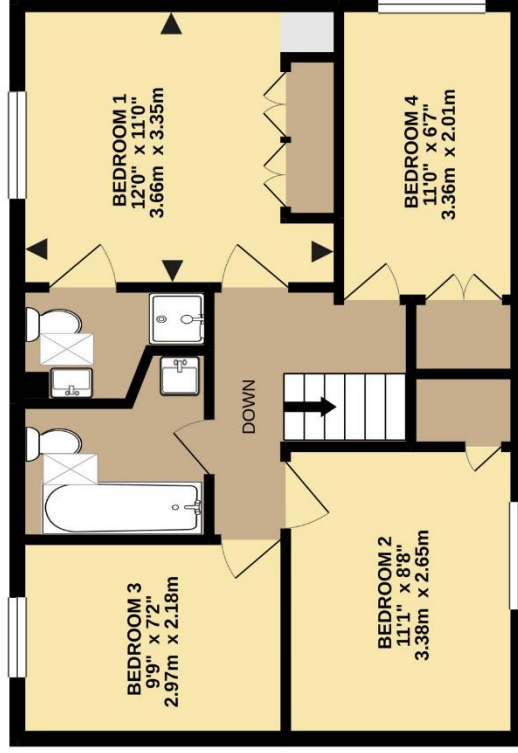 BEDROOM 1
12'0" x 11'0"
3.66m x 3.35m
BEDROOM 4
11'0" x 6'7"
3.36m x 2.01m
DOWN
BEDROOM 3
9'9" x 7'2"
2.97m x 2.18m
BEDROOM 2
11'1" x 8'8"
3.38m x 2.65m